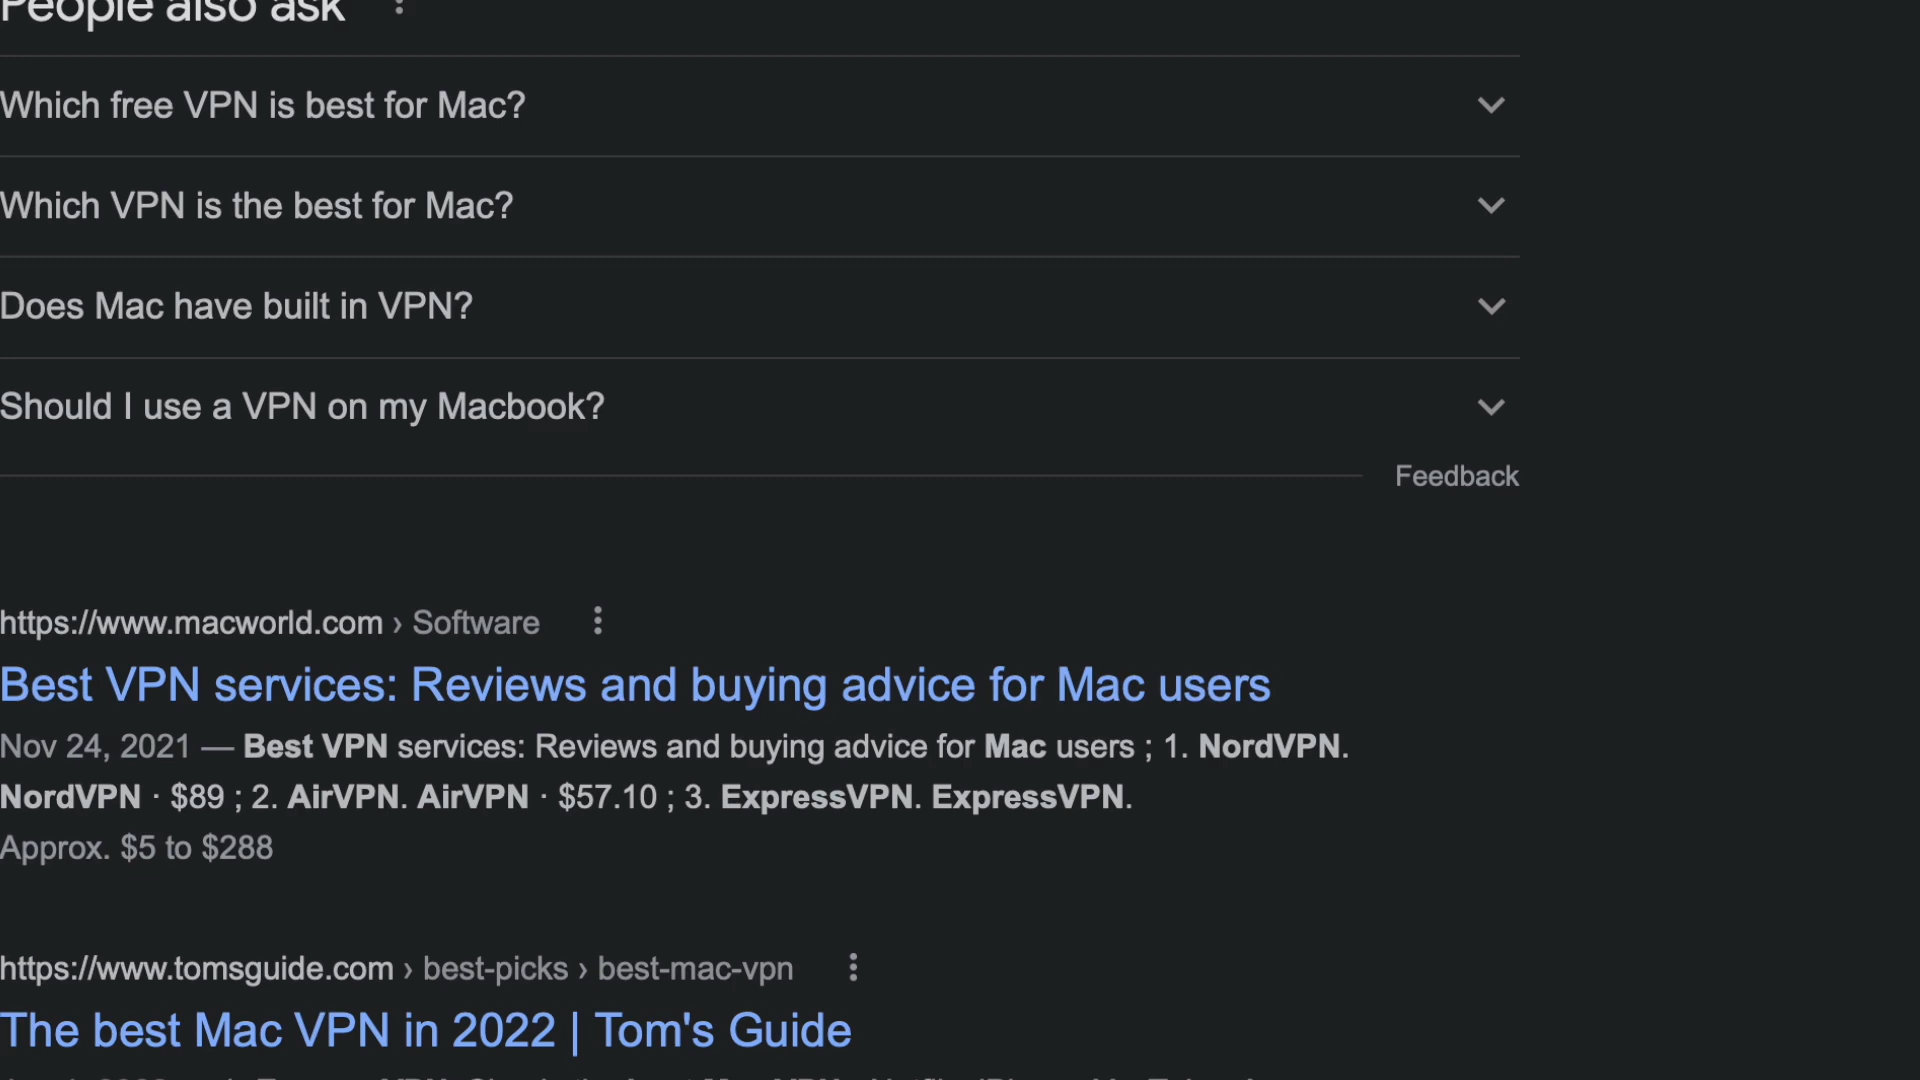 People also ask
Which free VPN is best for Mac?
Which VPN is the best for Mac?
Does Mac have built in VPN?
Should I use a VPN on my Macbook?
Feedback
https://www.macworld.com › Software
Best VPN services: Reviews and buying advice for Mac users
Nov 24, 2021 — Best VPN services: Reviews and buying advice for Mac users ; 1. NordVPN.
NordVPN · $89 ; 2. AirVPN. AirVPN · $57.10 ; 3. ExpressVPN. ExpressVPN.
Approx. $5 to $288
https://www.tomsguide.com › best-picks › best-mac-vpn
The best Mac VPN in 2022 | Tom's Guide